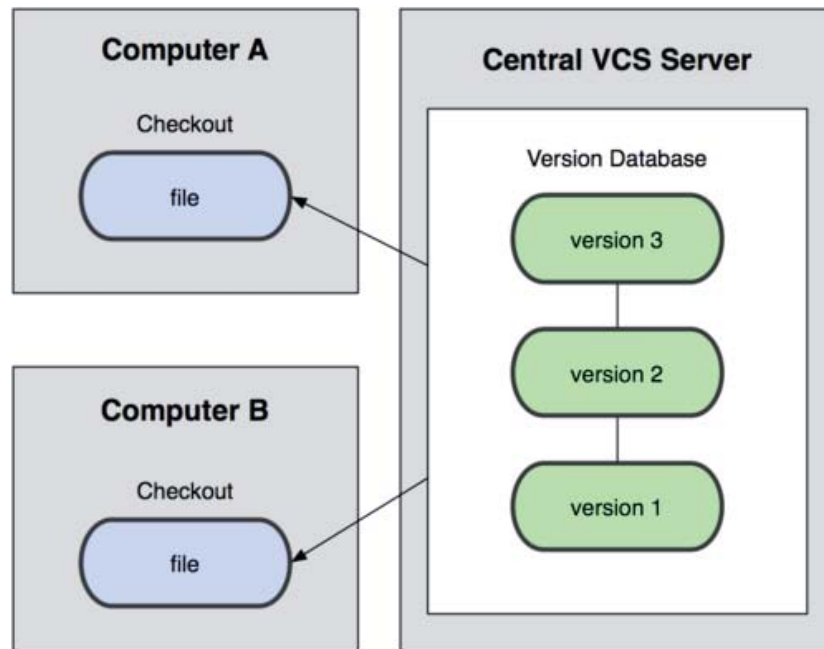 Computer A
Checkout
file
Computer B
Checkout
file
Central VCS Server
Version Database
version 3
version 2
version 1